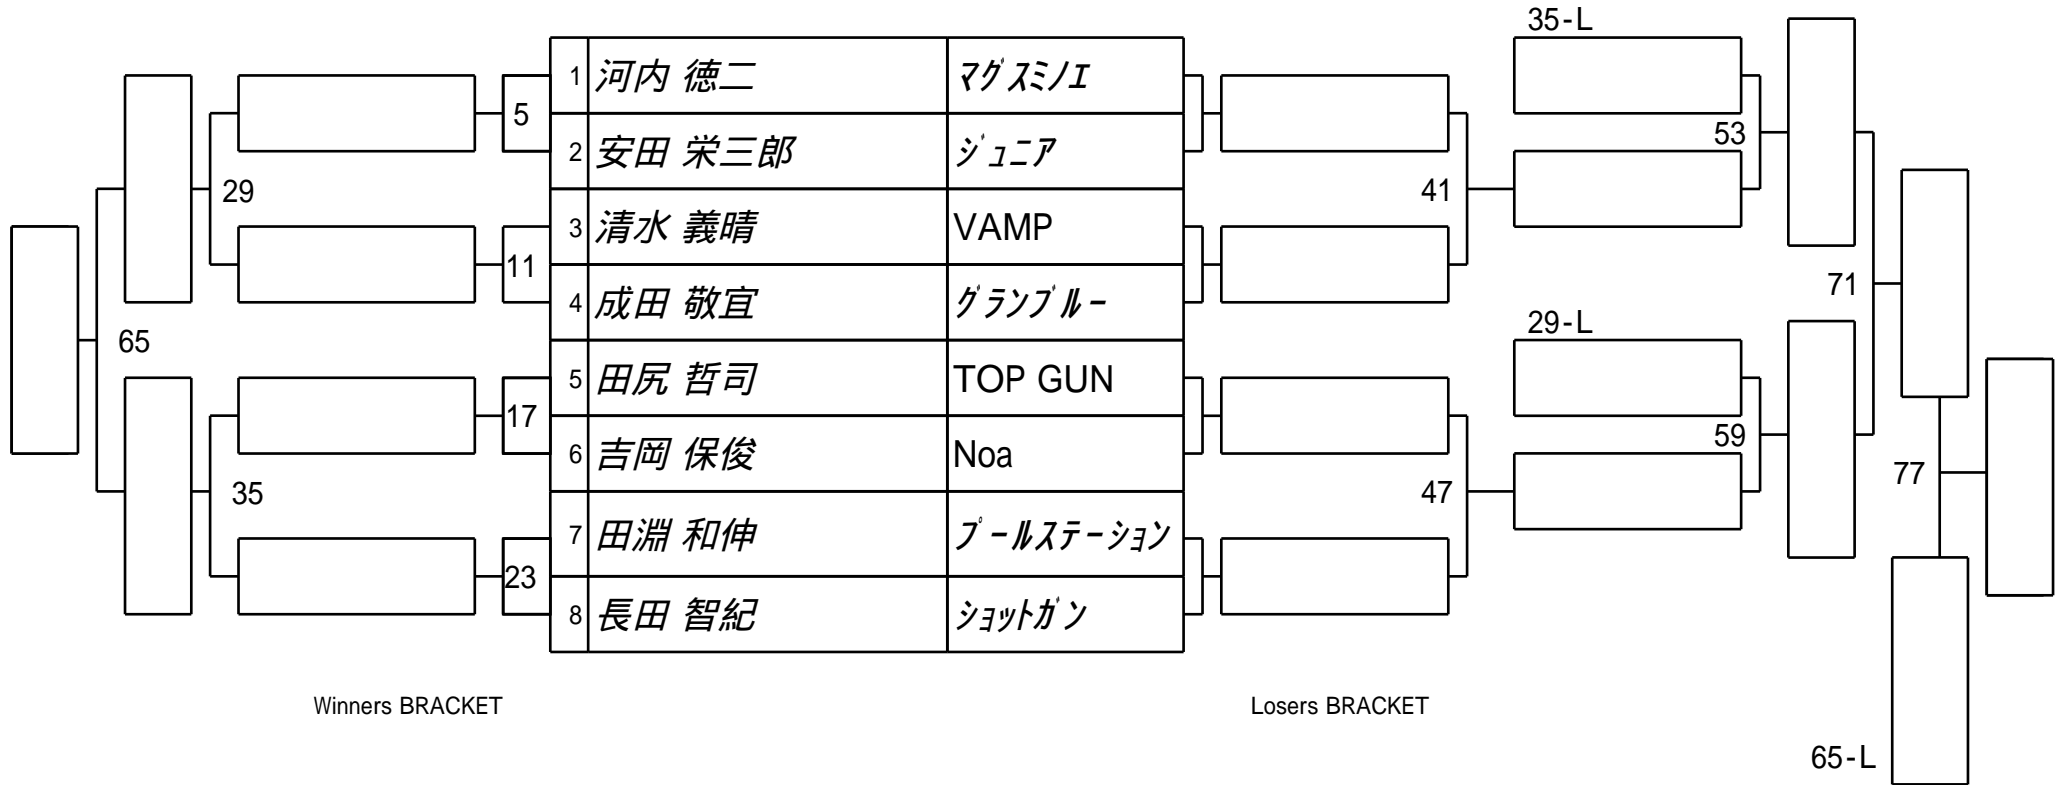 35-L
1 河内 徳二 マグスミノエ
5
2 安田 栄三郎 ジュニア
53
29
41
3 清水 義晴 VAMP
11
4 成田 敬宜 グランブルー
71
29-L
65
5 田尻 哲司 TOP GUN
17
59
6 吉岡 保俊 Noa
77
35
47
7 田淵 和伸 プールステーション
23
8 長田 智紀 ショットガン
Winners BRACKET
Losers BRACKET
65-L